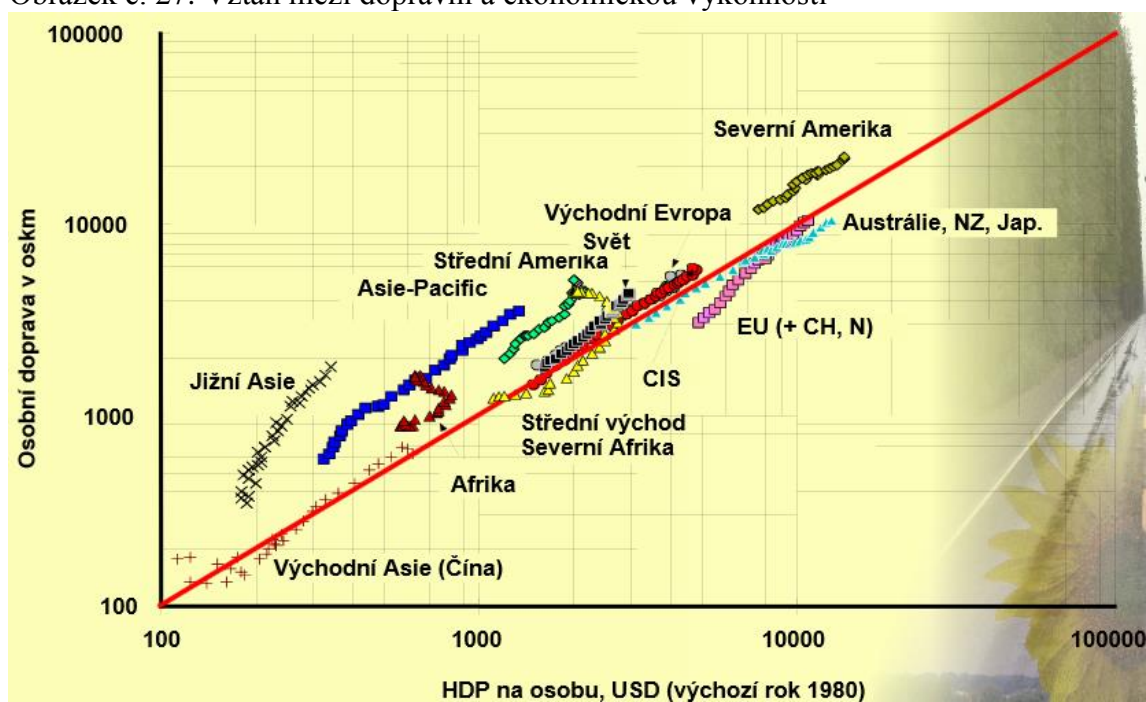 Obrázek č. 27: Vztah mezi dopravní a ekonomickou výkonností
100000
Severní Amerika
10000
Východní Evropa
Svět
Austrálie, NZ, Jap.
Střední Amerika
Asie-Pacific
EU (+ CH, N)
Jižní Asie
CIS
1000
Střední východ
Severní Afrika
Afrika
Východní Asie (Čína)
100
Osobní doprava v oskm
100
1000
10000
100000
HDP na osobu, USD (výchozí rok 1980)